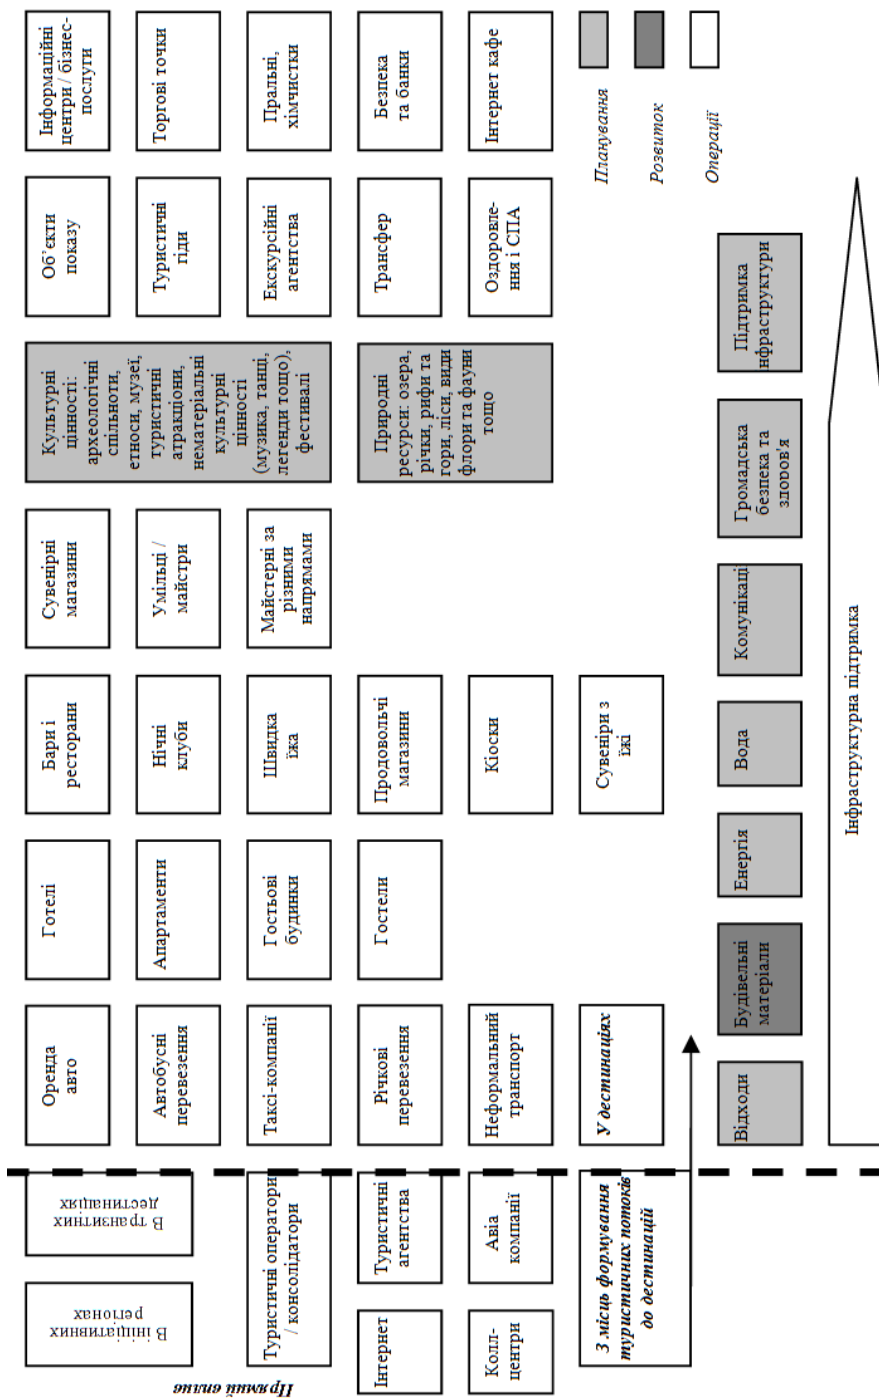 В ініціативних
регіонах
В транзитних
дестинаціях
Прямий вплив
Оренда
авто
Готелі
Бари і
ресторани
Сувенірні
магазини
Культурні
цінності:
археологічні
спільноти,
етноси, музеї,
туристичні
атракціони,
нематеріальні
культурні
цінності
(музика, танці,
легенди тощо),
фестивалі
Об'єкти
показу
Інформаційні
центри / бізнес-
послуги
Автобусні
перевезення
Апартаменти
Нічні
клуби
Умільці /
майстри
Туристичні
гіди
Торгові точки
Туристичні оператори
/ консолідатори
Таксі-компанії
Гостьові
будинки
Швидка
їжа
Майстерні за
різними
напрямами
Екскурсійні
агентства
Пральні,
хімчистки
Інтернет
Туристичні
агентства
Річкові
перевезення
Гостели
Продовольчі
магазини
Природні
ресурси: озера,
річки, рифи та
гори, ліси, види
флори та фауни
тощо
Трансфер
Безпека
та банки
Колл-
центри
Авіа
компанії
Неформальний
транспорт
Кіоски
Оздоровле-
ння і СПА
Інтернет кафе
З місць формування
туристичних потоків
до дестинацій
У дестинаціях
Сувеніри з
їжі
Планування
Розвиток
Операції
Відходи
Будівельні
матеріали
Енергія
Вода
Комунікаці
Громадська
безпека та
здоров'я
Підтримка
нфраструктури
Інфраструктурна підтримка